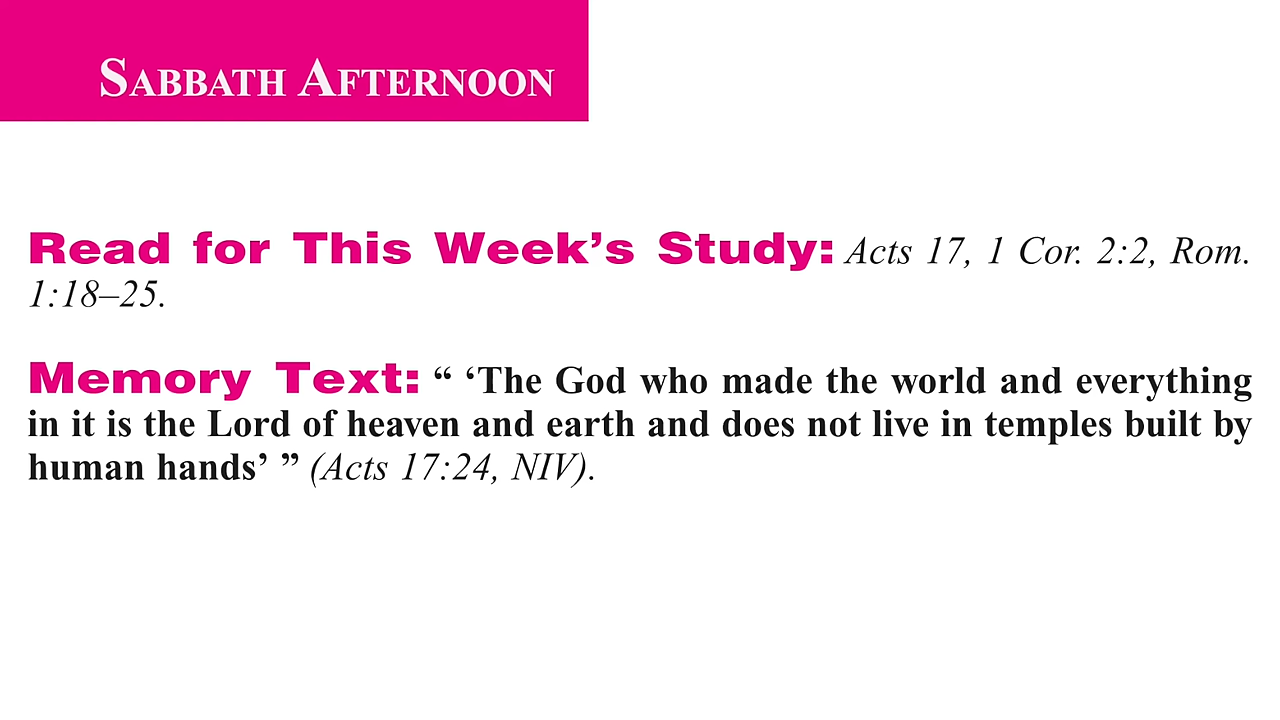 SABBATH AFTERNOON
Read for This Week’s Study: Acts 17, 1 Cor. 2:2, Rom.
1:18–25.
Memory Text: “ ‘The God who made the world and everything
in it is the Lord of heaven and earth and does not live in temples built by
human hands’ ” (Acts 17:24, NIV).